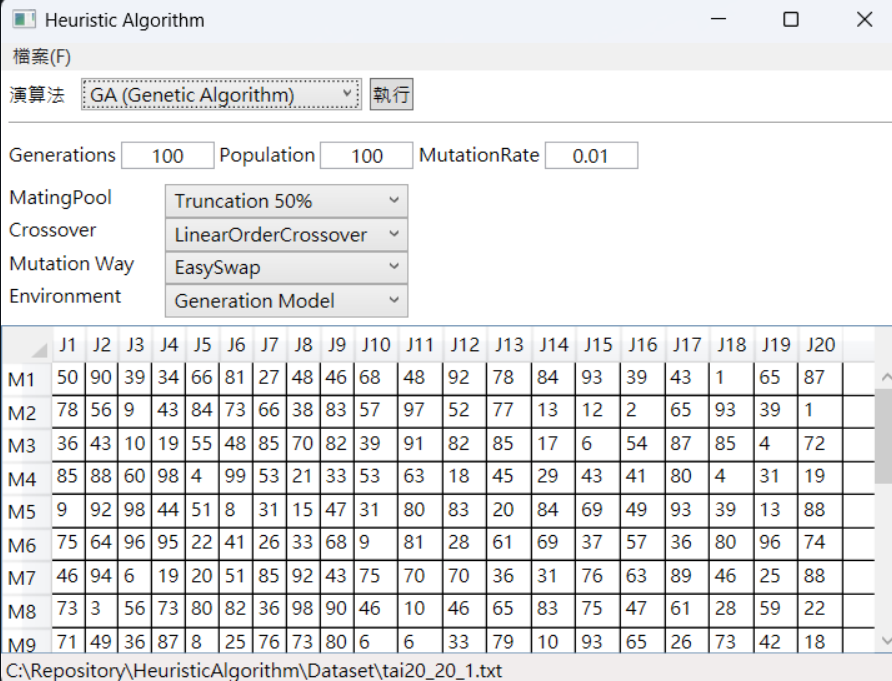 Heuristic Algorithm
檔案(F)
演算法 GA (Genetic Algorithm) 執行
Generations 100 Population 100 MutationRate 0.01
MatingPool Truncation 50%
Crossover LinearOrderCrossover
Mutation Way EasySwap
Environment Generation Model
J1 J2 J3 J4 J5 J6 J7 J8 J9 J10 J11 J12 J13 J14 J15 J16 J17 J18 J19 J20
M1 50 90 39 34 66 81 27 48 46 68 48 92 78 84 93 39 43 1 65 87
M2 78 56 9 43 84 73 66 38 83 57 97 52 77 13 12 2 65 93 39 1
M3 36 43 10 19 55 48 85 70 82 39 91 82 85 17 6 54 87 85 4 72
M4 85 88 60 98 4 99 53 21 33 53 63 18 45 29 43 41 80 4 31 19
M5 9 92 98 44 51 8 31 15 47 31 80 83 20 84 69 49 93 39 13 88
M6 75 64 96 95 22 41 26 33 68 9 81 28 61 69 37 57 36 80 96 74
M7 46 94 6 19 20 51 85 92 43 75 70 70 36 31 76 63 89 46 25 88
M8 73 3 56 73 80 82 36 98 90 46 10 46 65 83 75 47 61 28 59 22
M9 71 49 36 87 8 25 76 73 80 6 6 33 79 10 93 65 26 73 42 18
C:\Repository\HeuristicAlgorithm\Dataset\tai20_20_1.txt